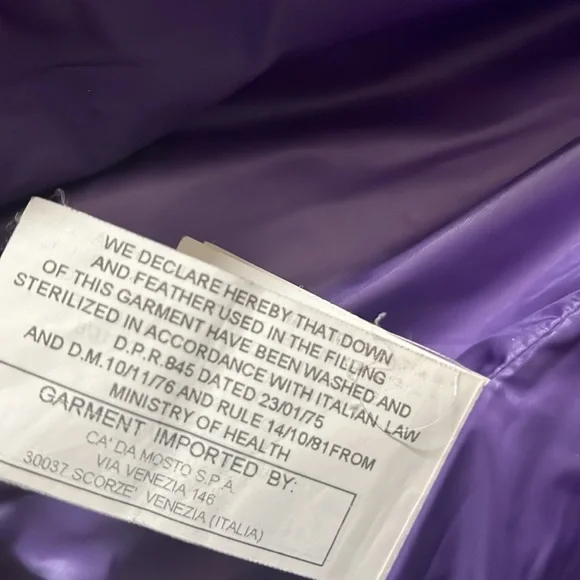 WE DECLARE HEREBY THAT DOWN
AND FEATHER USED IN THE FILLING
OF THIS GARMENT HAVE BEEN WASHED AND
STERILIZED IN ACCORDANCE WITH ITALIAN LAW
D.P.R 845 DATED 23/01/75
AND D.M.10/11/76 AND RULE 14/10/81FROM
MINISTRY OF HEALTH
GARMENT IMPORTED BY:
CA' DA MOSTO S.P.A.
VIA VENEZIA 146
30037 SCORZE' VENEZIA (ITALIA)